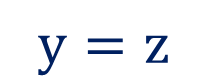 y = z